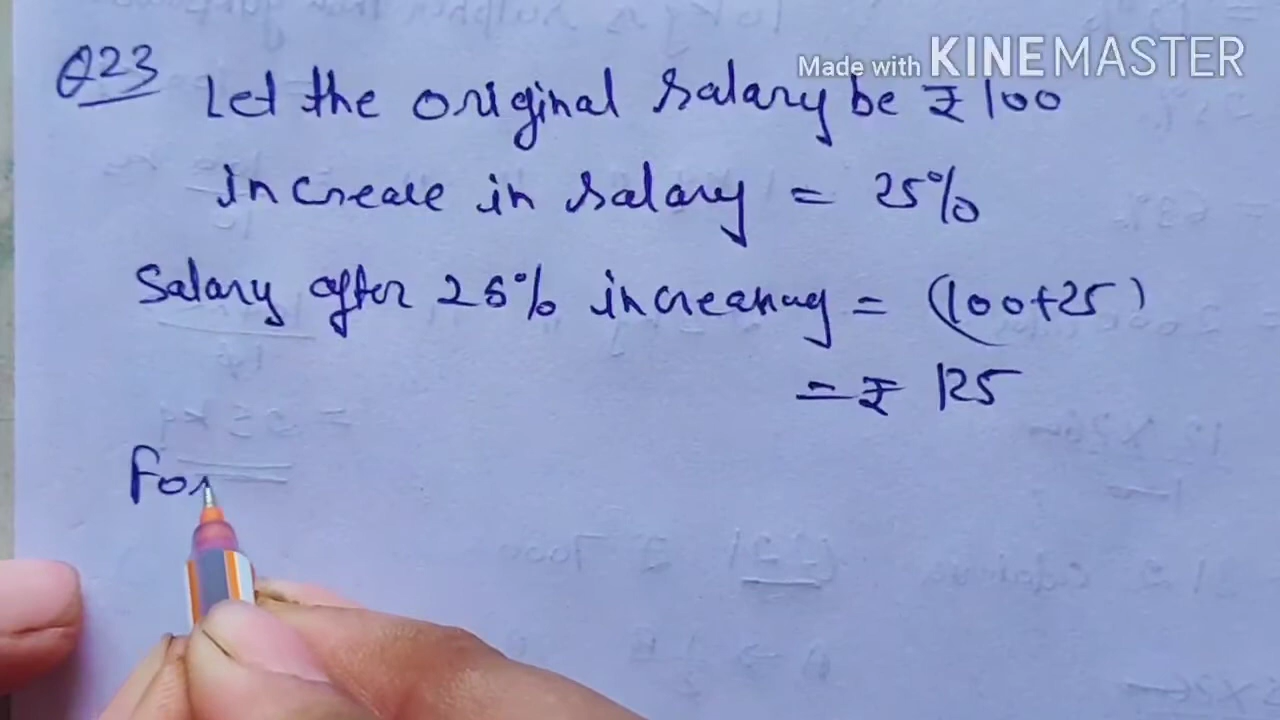 Made with KINEMASTER
Q23 Let the original salary be ₹ 100
increase in salary = 25%
Salary after 25% increasing = (100+25)
= ₹ 125
For